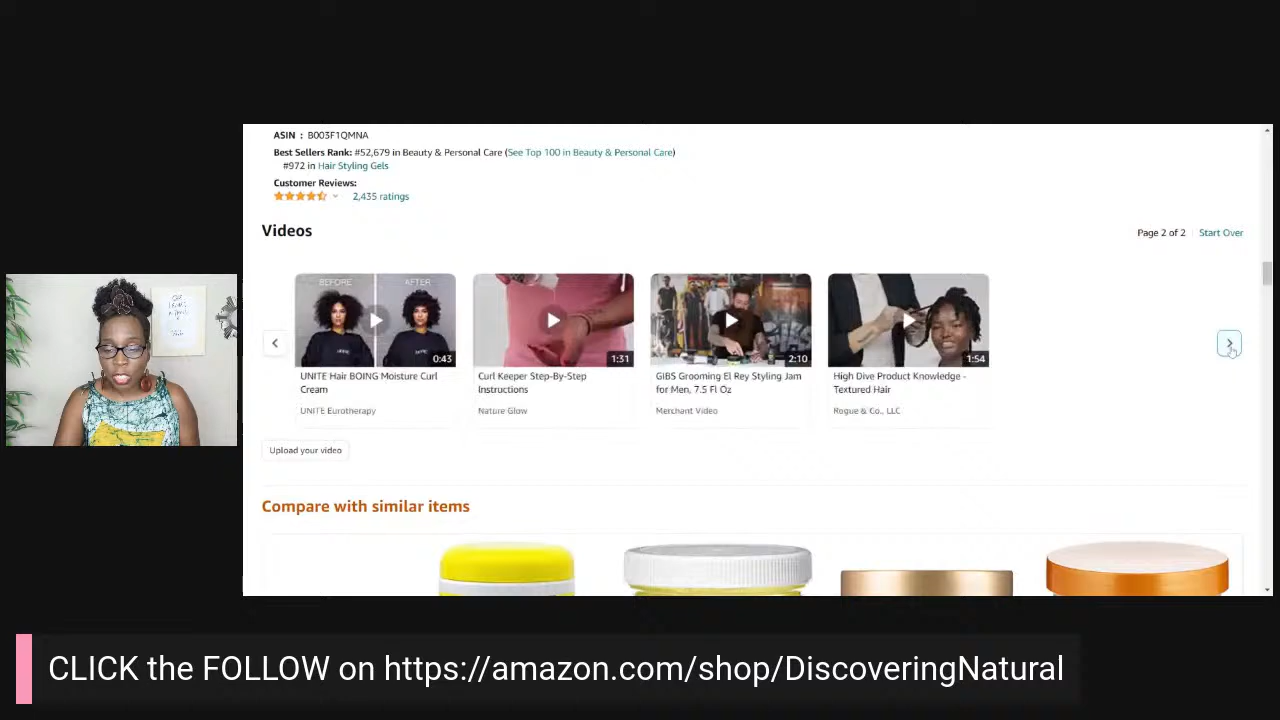 ASIN : B003F1QMNA
Best Sellers Rank: #52,679 in Beauty & Personal Care (See Top 100 in Beauty & Personal Care)
#972 in Hair Styling Gels
Customer Reviews:
2,435 ratings
Videos
Page 2 of 2 | Start Over
BEFORE AFTER
0:43
1:31
2:10
1:54
UNITE Hair BOING Moisture Curl
Cream
UNITE Eurotherapy
Curl Keeper Step-By-Step
Instructions
Nature Glow
GIBS Grooming El Rey Styling Jam
for Men, 7.5 Fl Oz
Merchant Video
High Dive Product Knowledge -
Textured Hair
Rogue & Co., LLC
Upload your video
Compare with similar items
CLICK the FOLLOW on https://amazon.com/shop/DiscoveringNatural